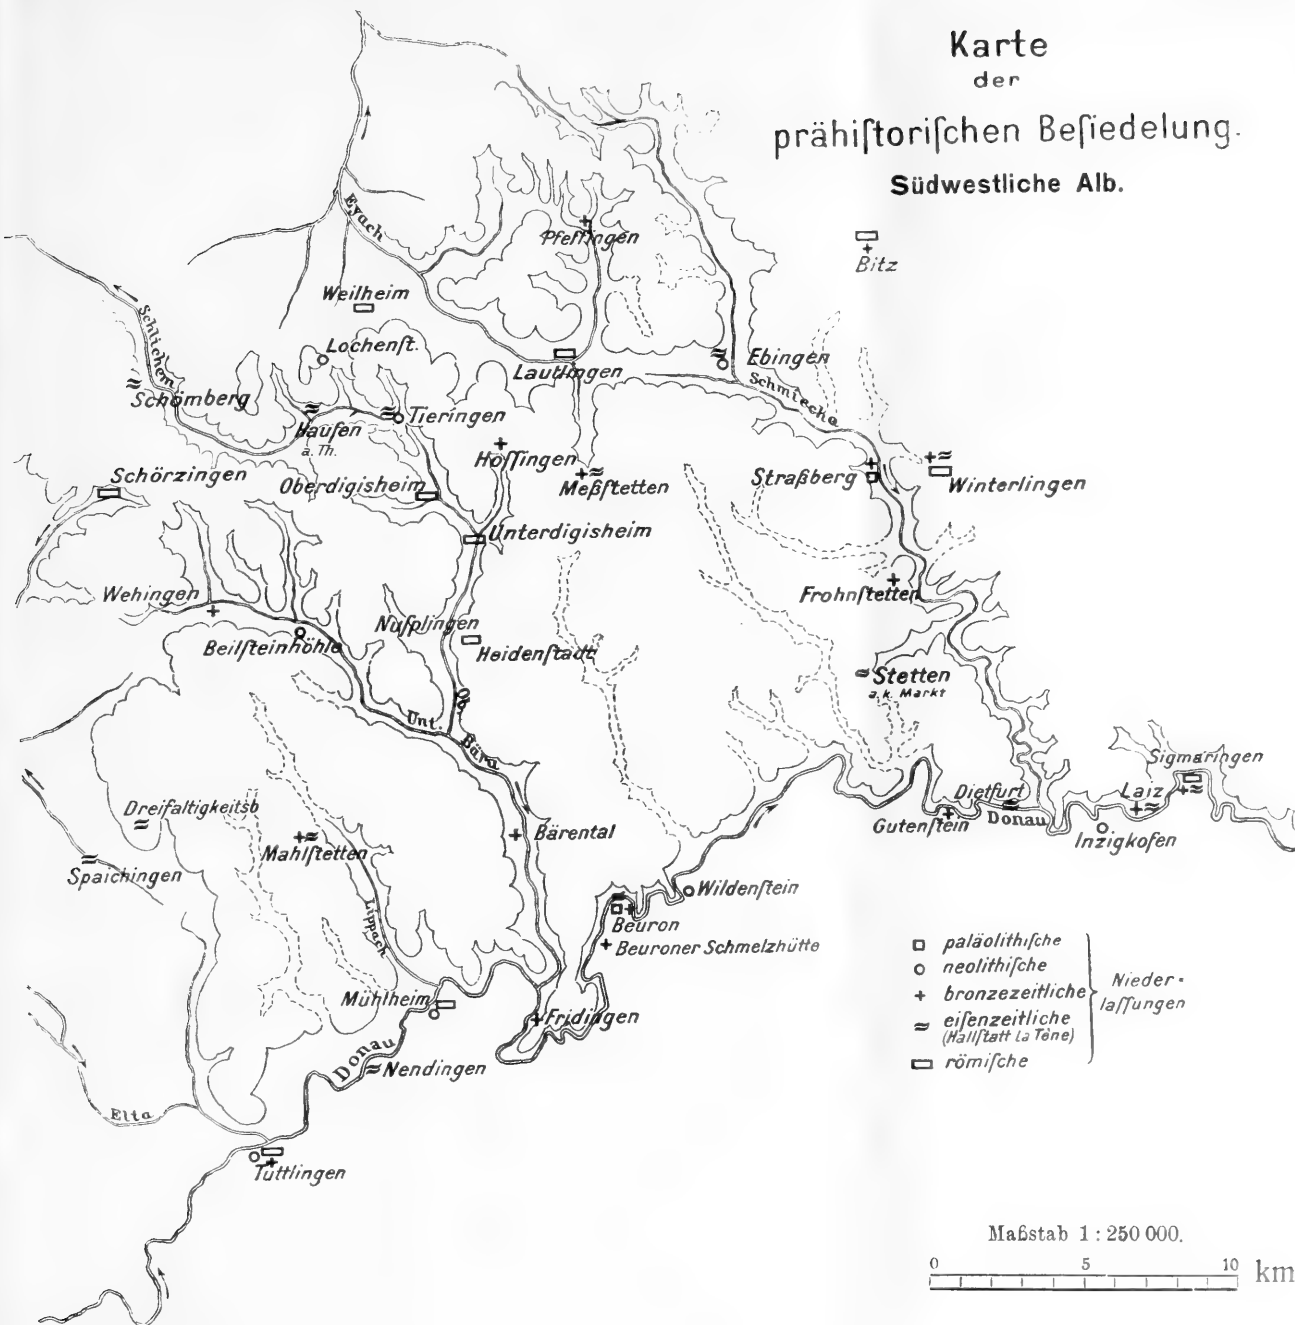 Karte
der
prähiſtoriſchen Beſiedelung.
Südwestliche Alb.
Eyach
Pfeffingen
Bitz
Weilheim
Schlichem
Lochenſt.
Lautlingen
Ebingen
Schmiecha
Schömberg
Hauſen
a. Th.
Tieringen
Hoſſingen
Schörzingen
Oberdigisheim
Meßſtetten
Straßberg
Winterlingen
Unterdigisheim
Wehingen
Frohnſtetten
Nuſplingen
Beilſteinhöhle
Heidenſtadt
Stetten
a. k. Markt
Ob.
Unt.
Bära
Sigmaringen
Dreifaltigkeitsb
Dietfurt
Laiz
Donau
Gutenſtein
Inzigkofen
Mahlſtetten
Bärental
Spaichingen
Wildenſtein
Lippach
Beuron
Beuroner Schmelzhütte
Mühlheim
Fridingen
Donau
Nendingen
Elta
Tuttlingen
paläolithiſche
neolithiſche
bronzezeitliche
eiſenzeitliche
(Hallſtatt La Tène)
römiſche
Nieder-
laſſungen
Maßstab 1 : 250 000.
0 5 10 km